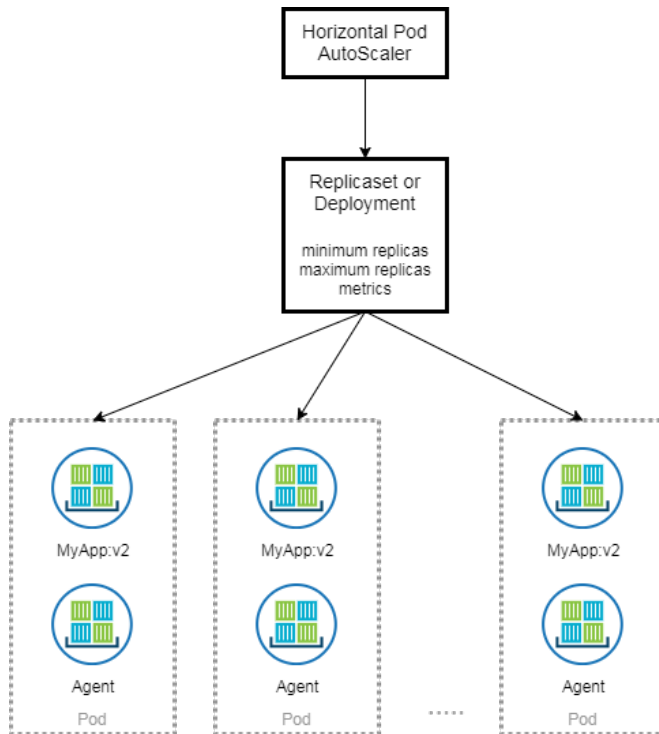 Horizontal Pod
AutoScaler
Replicaset or
Deployment
minimum replicas
maximum replicas
metrics
MyApp:v2
MyApp:v2
MyApp:v2
Agent
Agent
Agent
Pod
Pod
.....
Pod